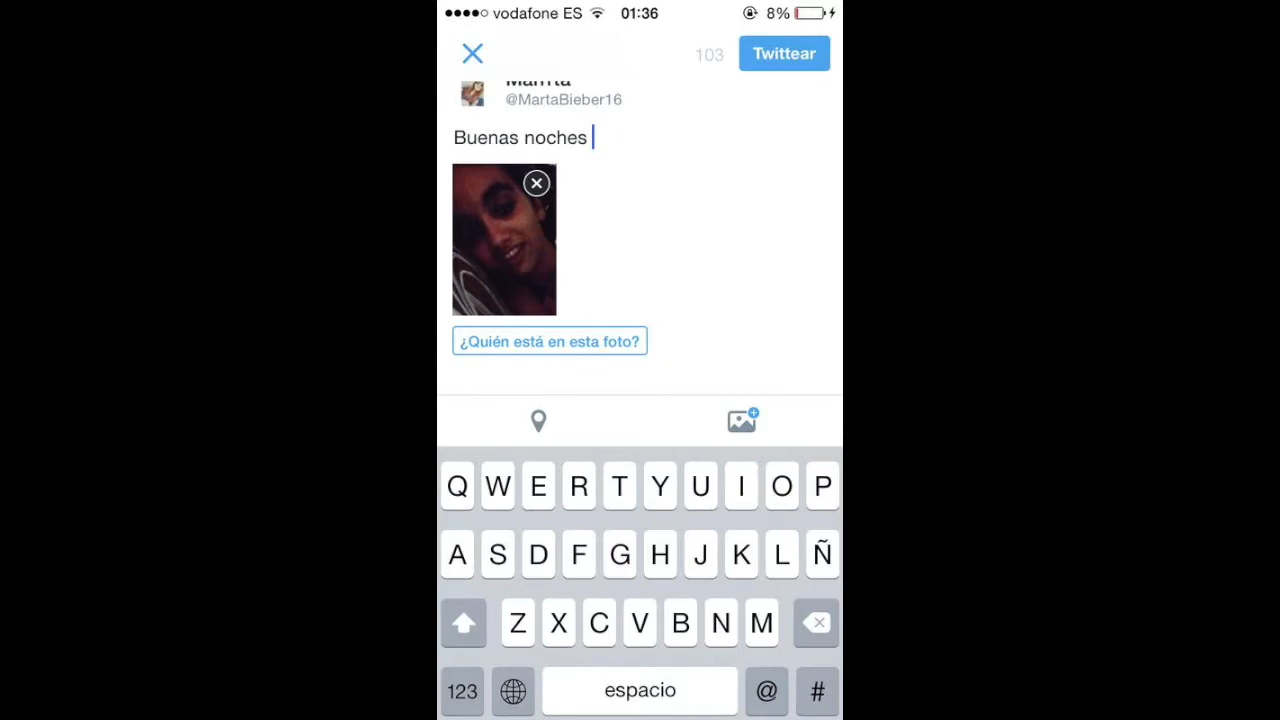 vodafone ES 01:36 8%
103 Twittear
@MartaBieber16
Buenas noches
¿Quién está en esta foto?
Q W E R T Y U I O P
A S D F G H J K L Ñ
Z X C V B N M
123 espacio @ #